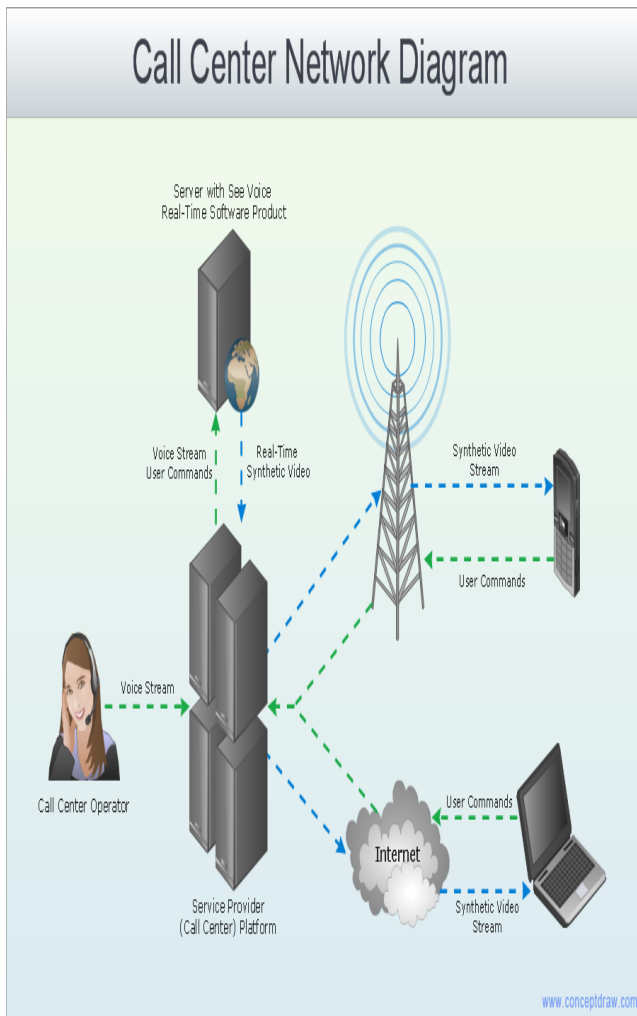 Call Center Network Diagram
Server with See Voice
Real-Time Software Product
Voice Stream
User Commands
Real-Time
Synthetic Video
Synthetic Video
Stream
User Commands
Voice Stream
Call Center Operator
User Commands
Internet
Synthetic Video
Stream
Service Provider
(Call Center) Platform
www.conceptdraw.com